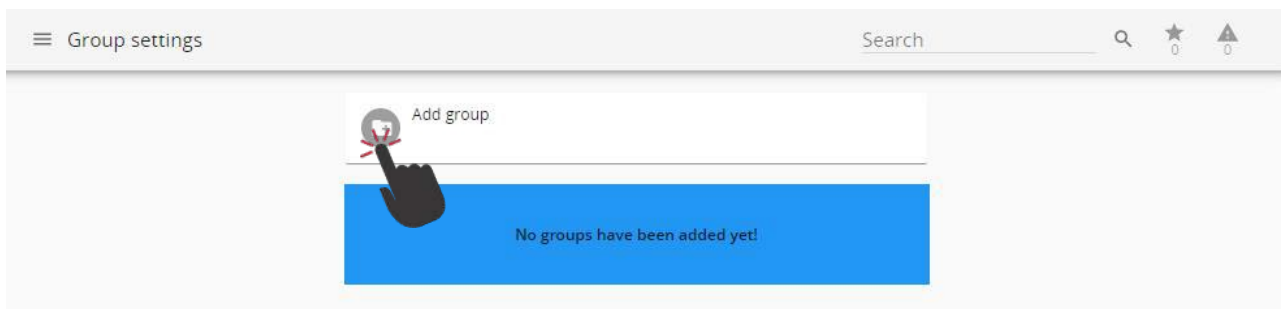 Group settings
Search
0
0
Add group
No groups have been added yet!